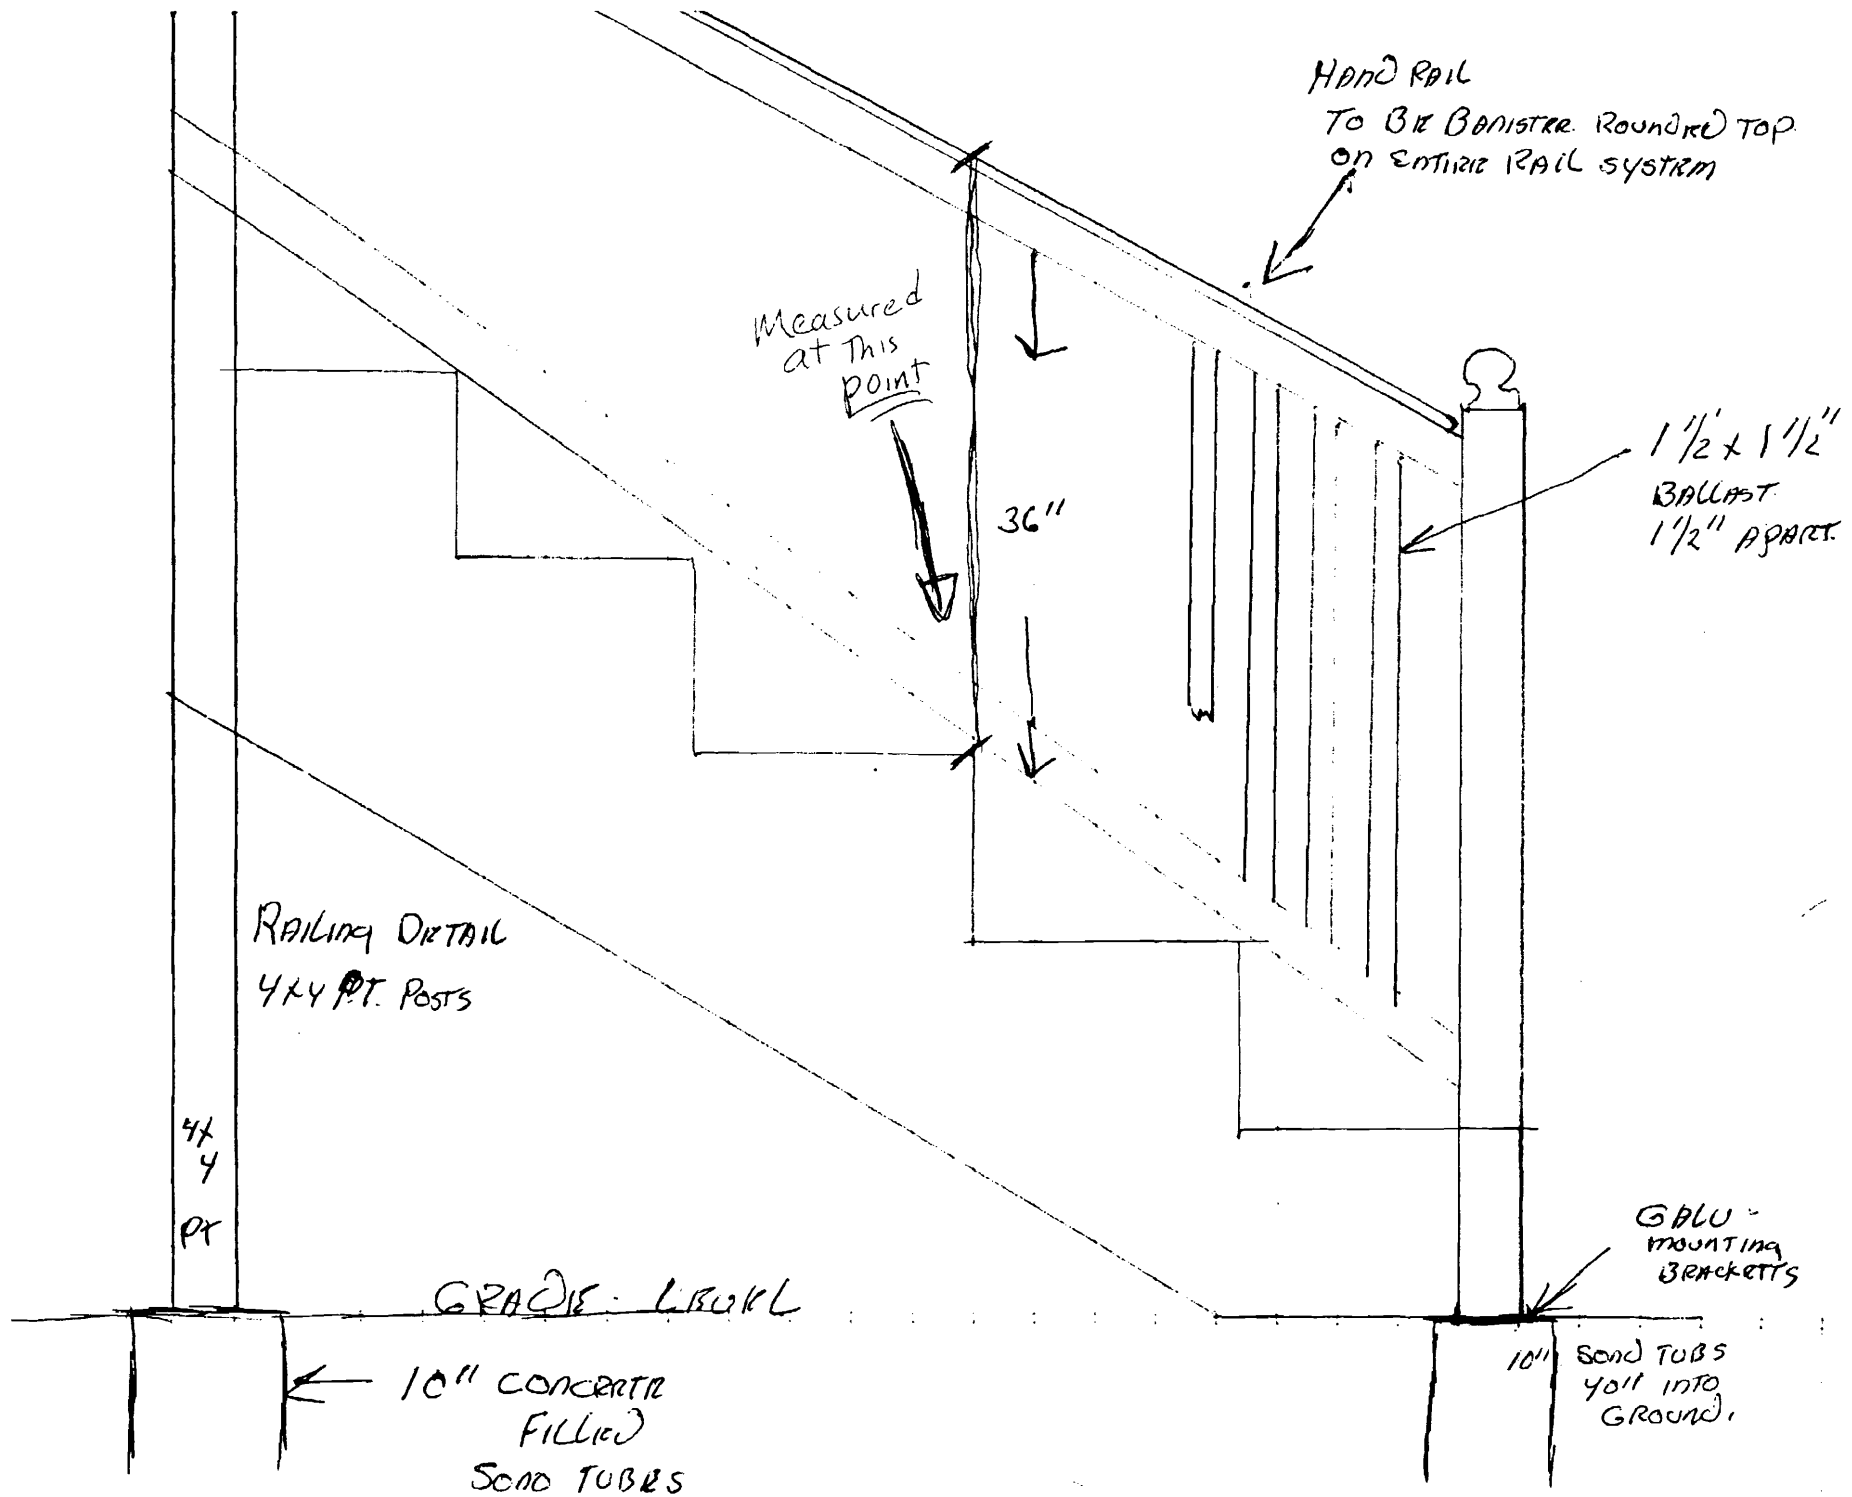 HAND RAIL
TO BE BANISTER ROUNDED TOP
ON ENTIRE RAIL SYSTEM
Measured
at This
point
36"
1 1/2 x 1 1/2"
BALLAST
1 1/2" APART.
RAILING DETAIL
4x4 P.T. POSTS
4x
4
PT
GALV-
MOUNTING
BRACKETTS
GRADE LEVEL
10" CONCRETE
FILLED
SONO TUBES
10" SONO TUBS
40" INTO
GROUND.